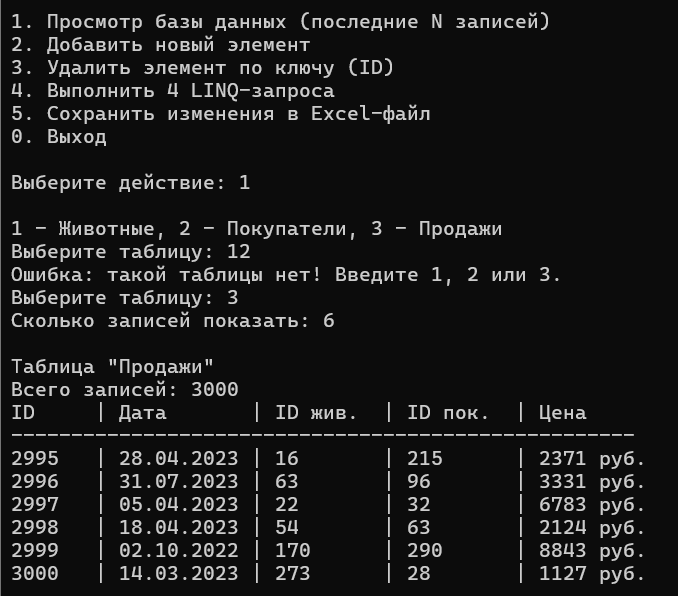 1. Просмотр базы данных (последние N записей)
2. Добавить новый элемент
3. Удалить элемент по ключу (ID)
4. Выполнить 4 LINQ-запроса
5. Сохранить изменения в Excel-файл
0. Выход
Выберите действие: 1
1 - Животные, 2 - Покупатели, 3 - Продажи
Выберите таблицу: 12
Ошибка: такой таблицы нет! Введите 1, 2 или 3.
Выберите таблицу: 3
Сколько записей показать: 6
Таблица "Продажи"
Всего записей: 3000
ID | Дата | ID жив. | ID пок. | Цена
----------------------------------------------------
2995 | 28.04.2023 | 16 | 215 | 2371 руб.
2996 | 31.07.2023 | 63 | 96 | 3331 руб.
2997 | 05.04.2023 | 22 | 32 | 6783 руб.
2998 | 18.04.2023 | 54 | 63 | 2124 руб.
2999 | 02.10.2022 | 170 | 290 | 8843 руб.
3000 | 14.03.2023 | 273 | 28 | 1127 руб.